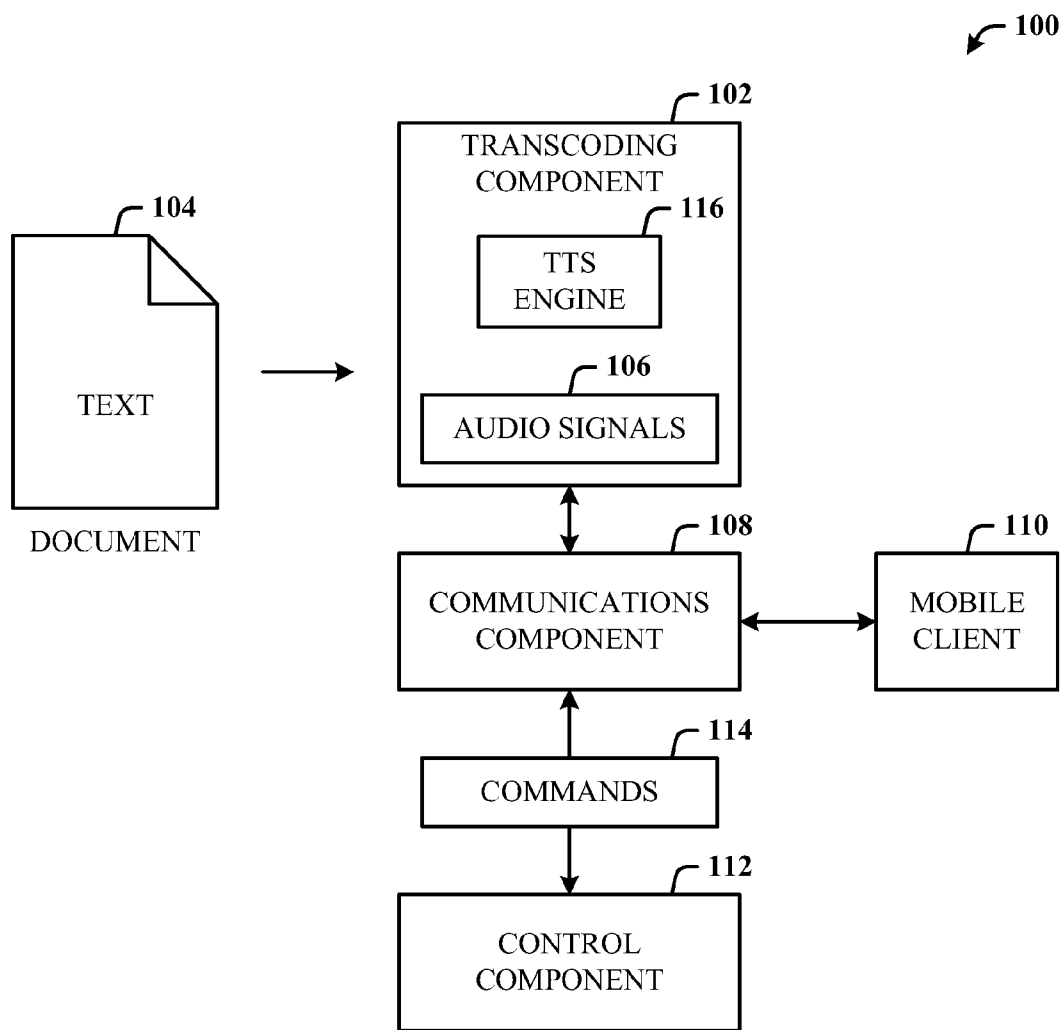 100
102
TRANSCODING
COMPONENT
104
116
TTS
ENGINE
TEXT
106
AUDIO SIGNALS
DOCUMENT
108
110
COMMUNICATIONS
COMPONENT
MOBILE
CLIENT
114
COMMANDS
112
CONTROL
COMPONENT